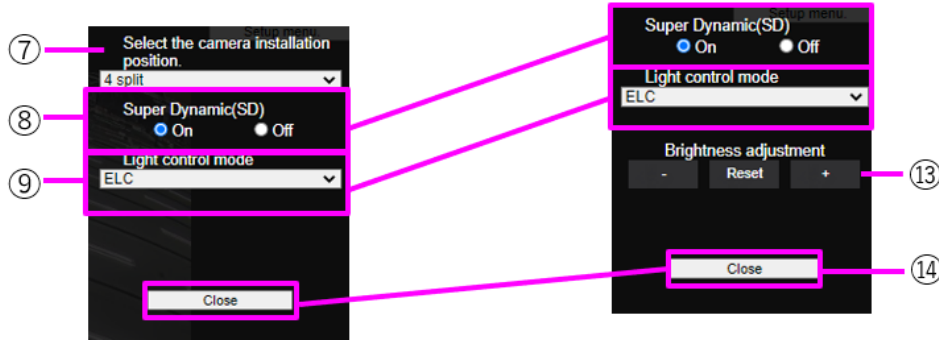 Setup menu.
⑦
Select the camera installation
position.
4 split
⑧
Super Dynamic(SD)
On Off
⑨
Light control mode
ELC
Close
Setup menu.
Super Dynamic(SD)
On Off
Light control mode
ELC
Brightness adjustment
- Reset +
⑬
Close
⑭